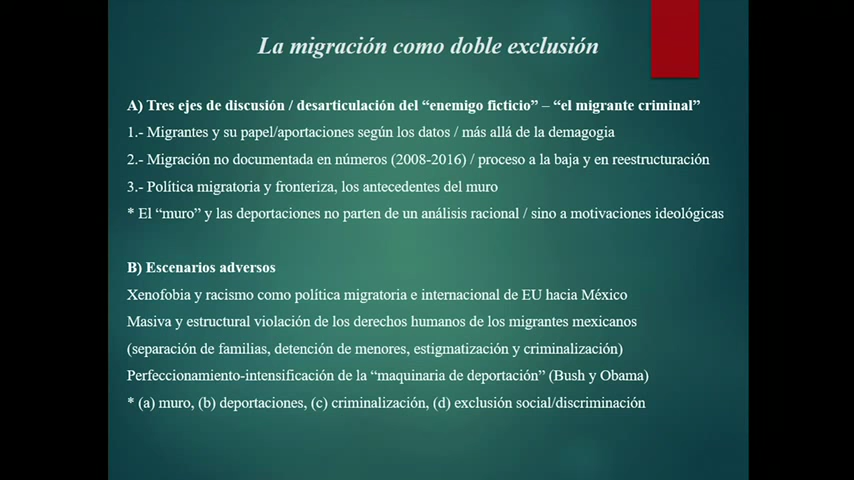 La migración como doble exclusión
A) Tres ejes de discusión / desarticulación del “enemigo ficticio” – “el migrante criminal”
1.- Migrantes y su papel/aportaciones según los datos / más allá de la demagogia
2.- Migración no documentada en números (2008-2016) / proceso a la baja y en reestructuración
3.- Política migratoria y fronteriza, los antecedentes del muro
* El “muro” y las deportaciones no parten de un análisis racional / sino a motivaciones ideológicas
B) Escenarios adversos
Xenofobia y racismo como política migratoria e internacional de EU hacia México
Masiva y estructural violación de los derechos humanos de los migrantes mexicanos
(separación de familias, detención de menores, estigmatización y criminalización)
Perfeccionamiento-intensificación de la “maquinaria de deportación” (Bush y Obama)
* (a) muro, (b) deportaciones, (c) criminalización, (d) exclusión social/discriminación